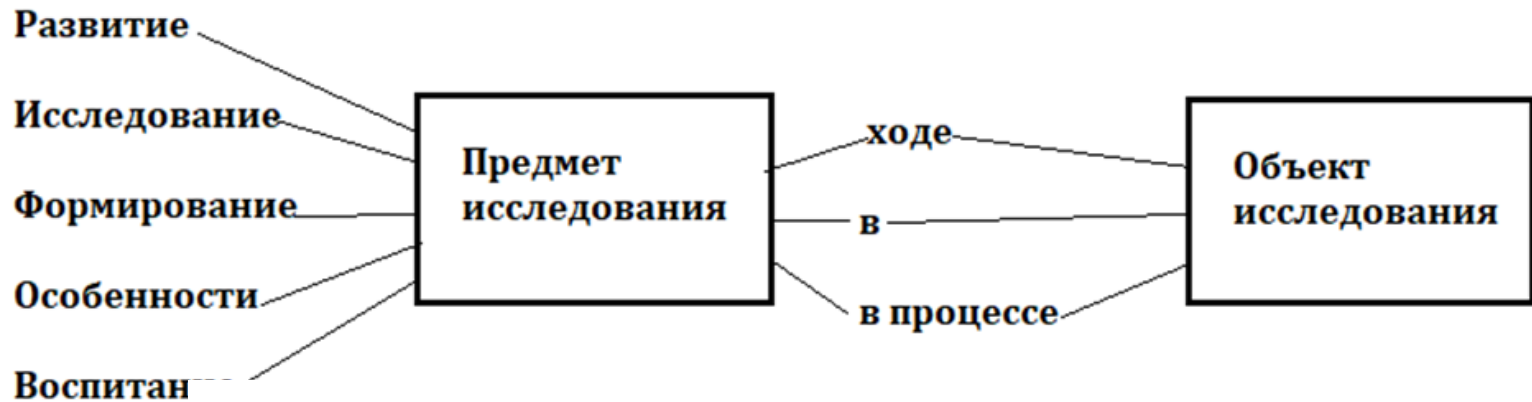 Развитие
Исследование
Формирование
Особенности
Предмет
исследования
ходе
в
в процессе
Объект
исследования